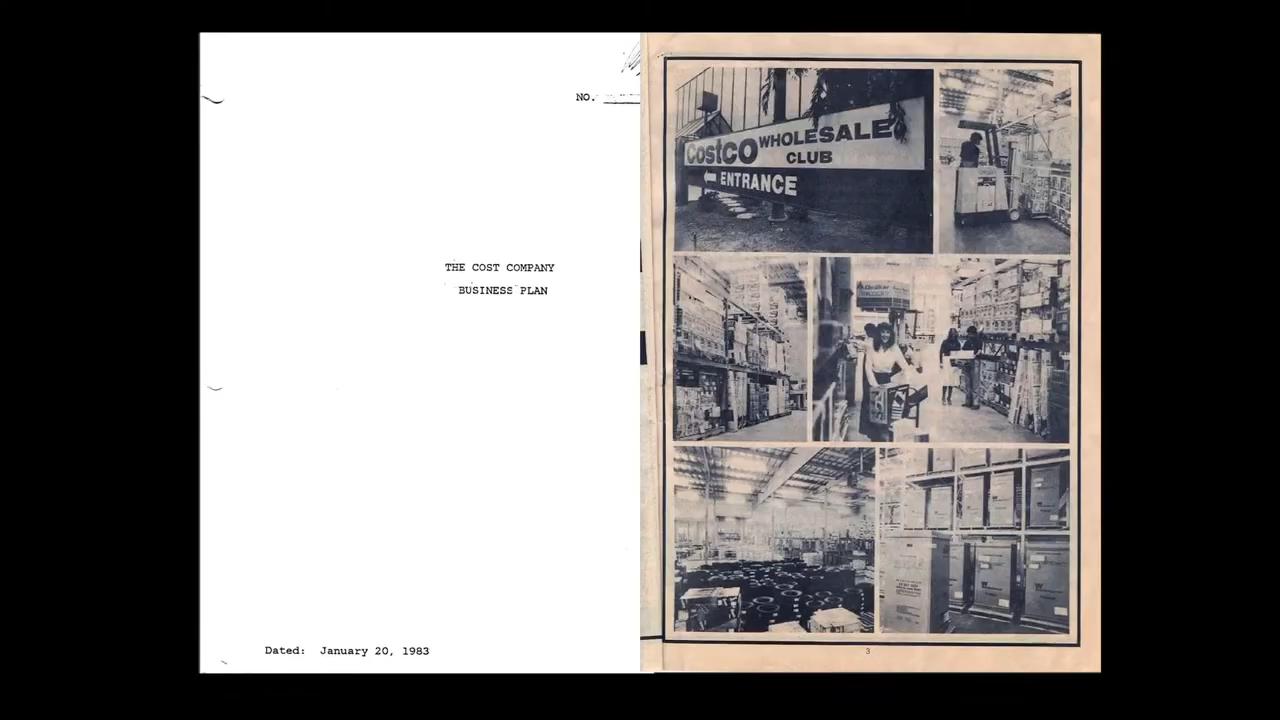 NO.
THE COST COMPANY
BUSINESS PLAN
Dated: January 20, 1983
Costco WHOLESALE
CLUB
ENTRANCE
3